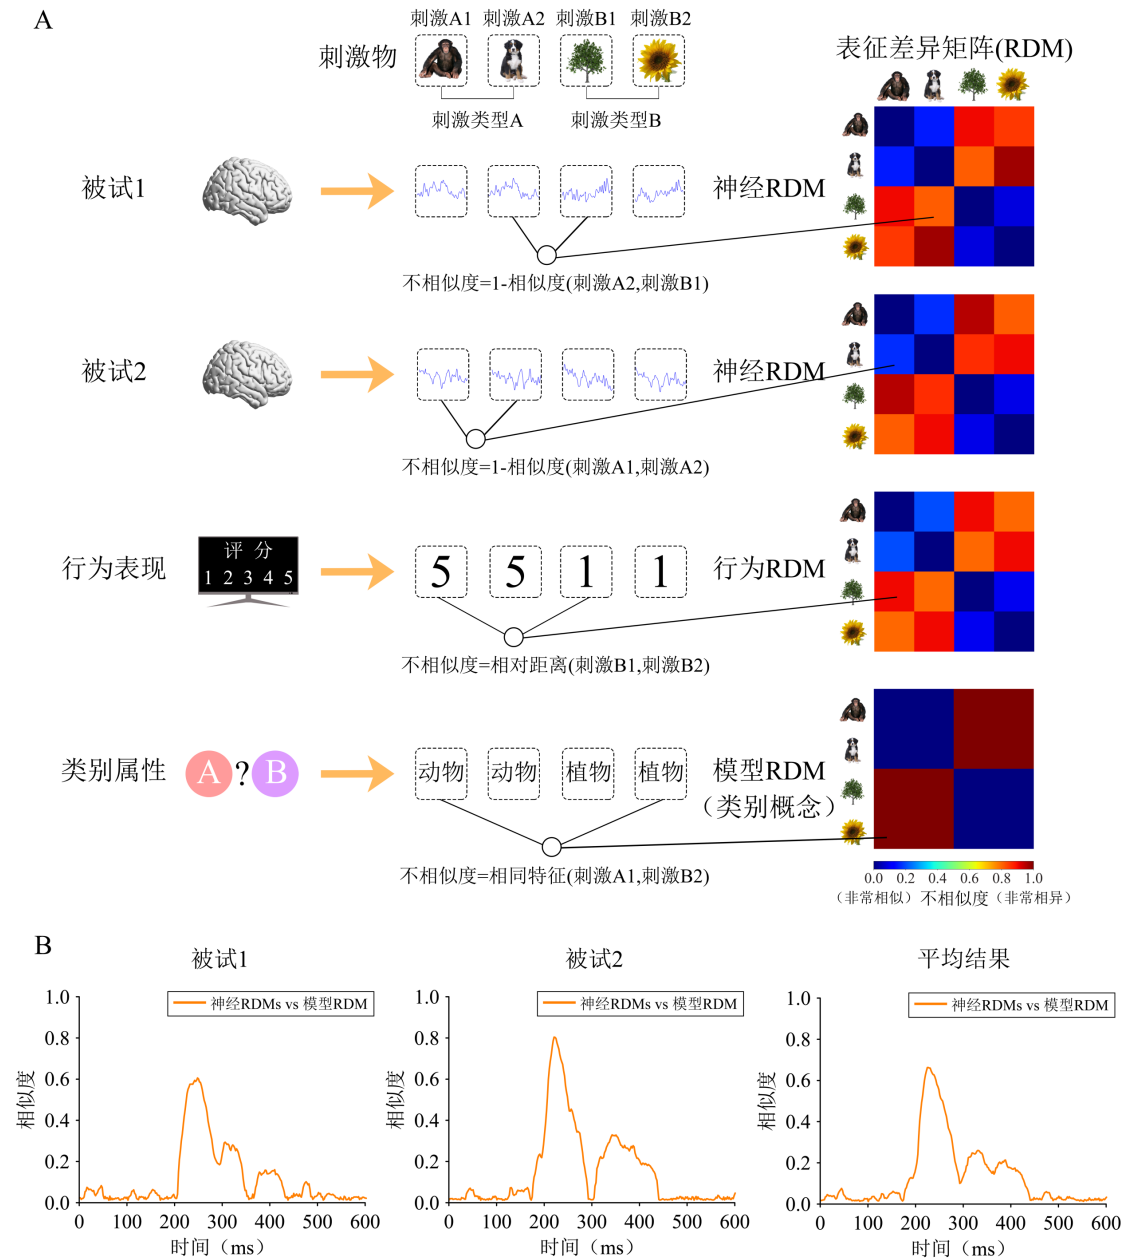 A
刺激A1 刺激A2 刺激B1 刺激B2
刺激物
表征差异矩阵(RDM)
刺激类型A 刺激类型B
被试1
神经RDM
不相似度=1-相似度(刺激A2,刺激B1)
被试2
神经RDM
不相似度=1-相似度(刺激A1,刺激A2)
行为表现
评 分
1 2 3 4 5
5 5 1 1
行为RDM
不相似度=相对距离(刺激B1,刺激B2)
类别属性
A ? B
动物 动物 植物 植物
模型RDM
（类别概念）
不相似度=相同特征(刺激A1,刺激B2)
0.0 0.2 0.4 0.6 0.8 1.0
（非常相似） 不相似度 （非常相异）
B
被试1
神经RDMs vs 模型RDM
相似度
1.0
0.8
0.6
0.4
0.2
0.0
0 100 200 300 400 500 600
时间（ms）
被试2
神经RDMs vs 模型RDM
相似度
1.0
0.8
0.6
0.4
0.2
0.0
0 100 200 300 400 500 600
时间（ms）
平均结果
神经RDMs vs 模型RDM
相似度
1.0
0.8
0.6
0.4
0.2
0.0
0 100 200 300 400 500 600
时间（ms）